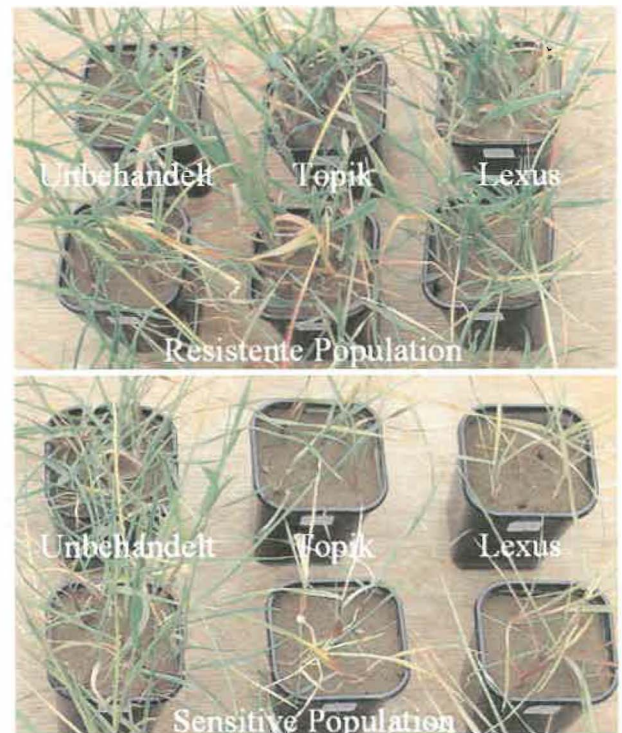 Unbehandelt Topik Lexus
Resistente Population
Unbehandelt Topik Lexus
Sensitive Population